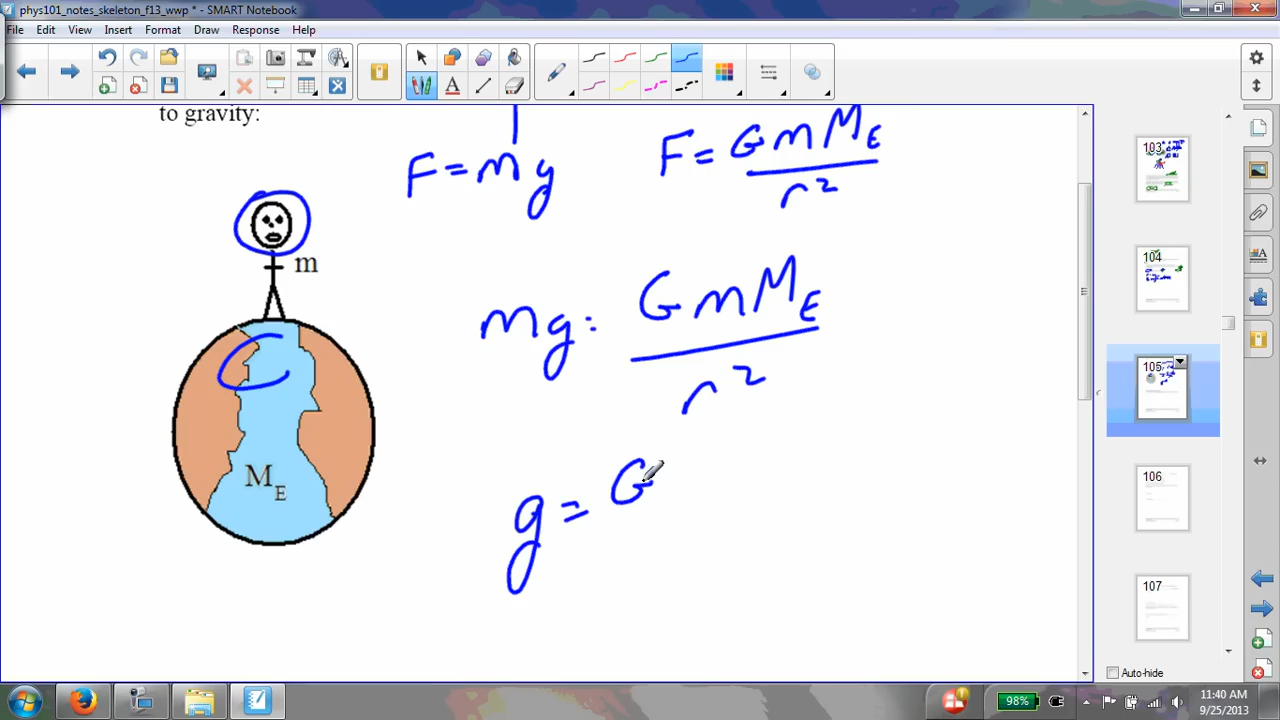 phys101_notes_skeleton_f13_wwp * - SMART Notebook
File Edit View Insert Format Draw Response Help
to gravity:
F = mg
F = GmM_E / r²
m
mg = GmM_E / r²
M_E
g = G
103
104
105
106
107
Auto-hide
98%
11:40 AM
9/25/2013